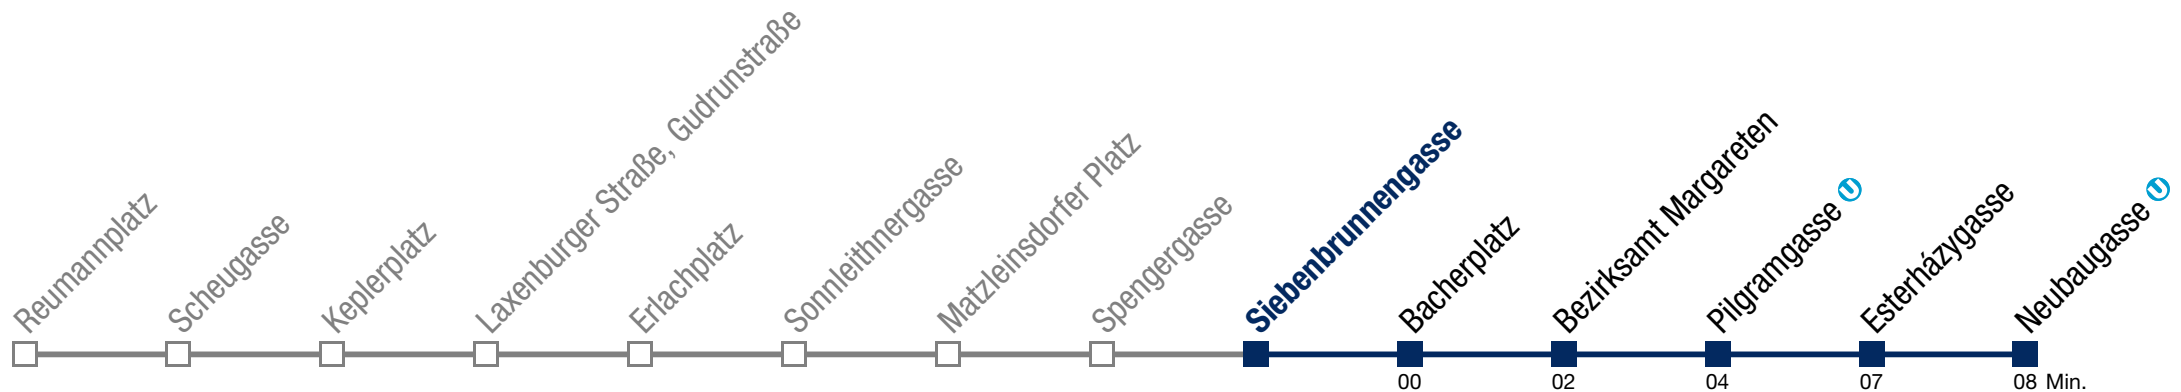 Reumannplatz
Scheugasse
Keplerplatz
Laxenburger Straße, Gudrunstraße
Erlachplatz
Sonnleithnergasse
Matzleinsdorfer Platz
Spengergasse
Siebenbrunnengasse
Bacherplatz
Bezirksamt Margareten
Pilgramgasse U
Esterházygasse
Neubaugasse U
00 02 04 07 08 Min.